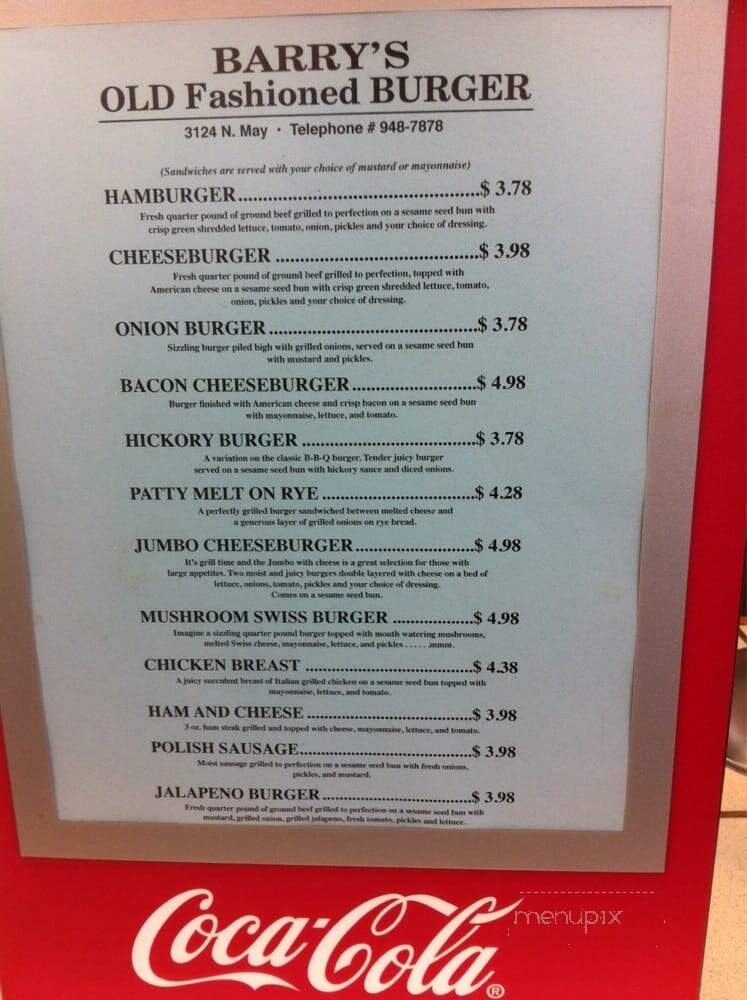 BARRY'S
OLD Fashioned BURGER
3124 N. May · Telephone # 948-7878
(Sandwiches are served with your choice of mustard or mayonnaise)
HAMBURGER..............................................$ 3.78
Fresh quarter pound of ground beef grilled to perfection on a sesame seed bun with
crisp green shredded lettuce, tomato, onion, pickles and your choice of dressing.
CHEESEBURGER .......................................$ 3.98
Fresh quarter pound of ground beef grilled to perfection, topped with
American cheese on a sesame seed bun with crisp green shredded lettuce, tomato,
onion, pickles and your choice of dressing.
ONION BURGER........................................$ 3.78
Sizzling burger piled high with grilled onions, served on a sesame seed bun
with mustard and pickles.
BACON CHEESEBURGER........................$ 4.98
Burger finished with American cheese and crisp bacon on a sesame seed bun
with mayonnaise, lettuce, and tomato.
HICKORY BURGER ..................................$ 3.78
A variation on the classic B-B-Q burger. Tender juicy burger
served on a sesame seed bun with hickory sauce and diced onions.
PATTY MELT ON RYE ..............................$ 4.28
A perfectly grilled burger sandwiched between melted cheese and
a generous layer of grilled onions on rye bread.
JUMBO CHEESEBURGER.......................$ 4.98
It's grill time and the Jumbo with cheese is a great selection for those with
large appetites. Two moist and juicy burgers double layered with cheese on a bed of
lettuce, onions, tomato, pickles and your choice of dressing.
Comes on a sesame seed bun.
MUSHROOM SWISS BURGER ................$ 4.98
Imagine a sizzling quarter pound burger topped with mouth watering mushrooms,
melted Swiss cheese, mayonnaise, lettuce, and pickles . . . . . .mmm.
CHICKEN BREAST .................................$ 4.38
A juicy succulent breast of Italian grilled chicken on a sesame seed bun topped with
mayonnaise, lettuce, and tomato.
HAM AND CHEESE .................................$ 3.98
3 oz. ham steak grilled and topped with cheese, mayonnaise, lettuce, and tomato.
POLISH SAUSAGE...................................$ 3.98
Moist sausage grilled to perfection on a sesame seed bun with fresh onions,
pickles, and mustard.
JALAPENO BURGER ..............................$ 3.98
Fresh quarter pound of ground beef grilled to perfection on a sesame seed bun with
mustard, grilled onion, grilled jalapeno, fresh tomato, pickles and lettuce.
Coca-Cola®
menupix